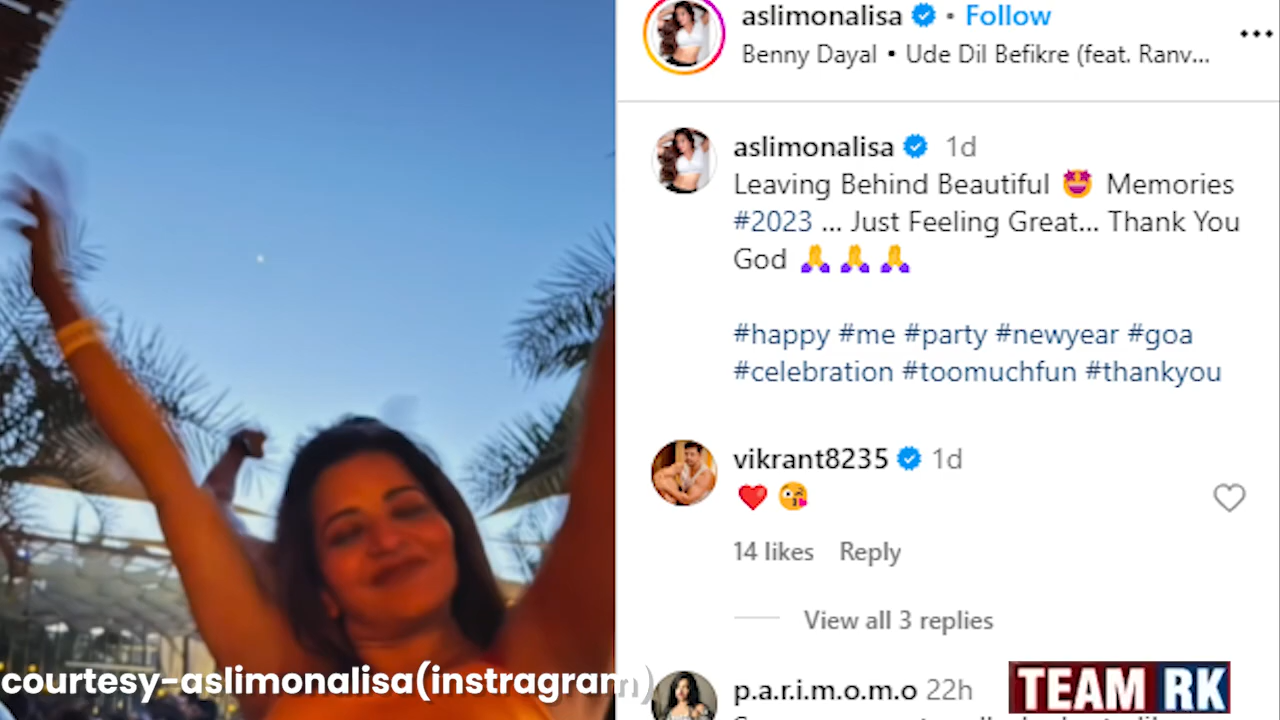 aslimonalisa • Follow
Benny Dayal • Ude Dil Befikre (feat. Ranv...
aslimonalisa 1d
Leaving Behind Beautiful 🤩 Memories
#2023 ... Just Feeling Great... Thank You
God 🙏 🙏 🙏
#happy #me #party #newyear #goa
#celebration #toomuchfun #thankyou
vikrant8235 1d
❤️ 😘
14 likes Reply
View all 3 replies
p.a.r.i.m.o.m.o 22h
courtesy-aslimonalisa(instragram)
TEAM RK